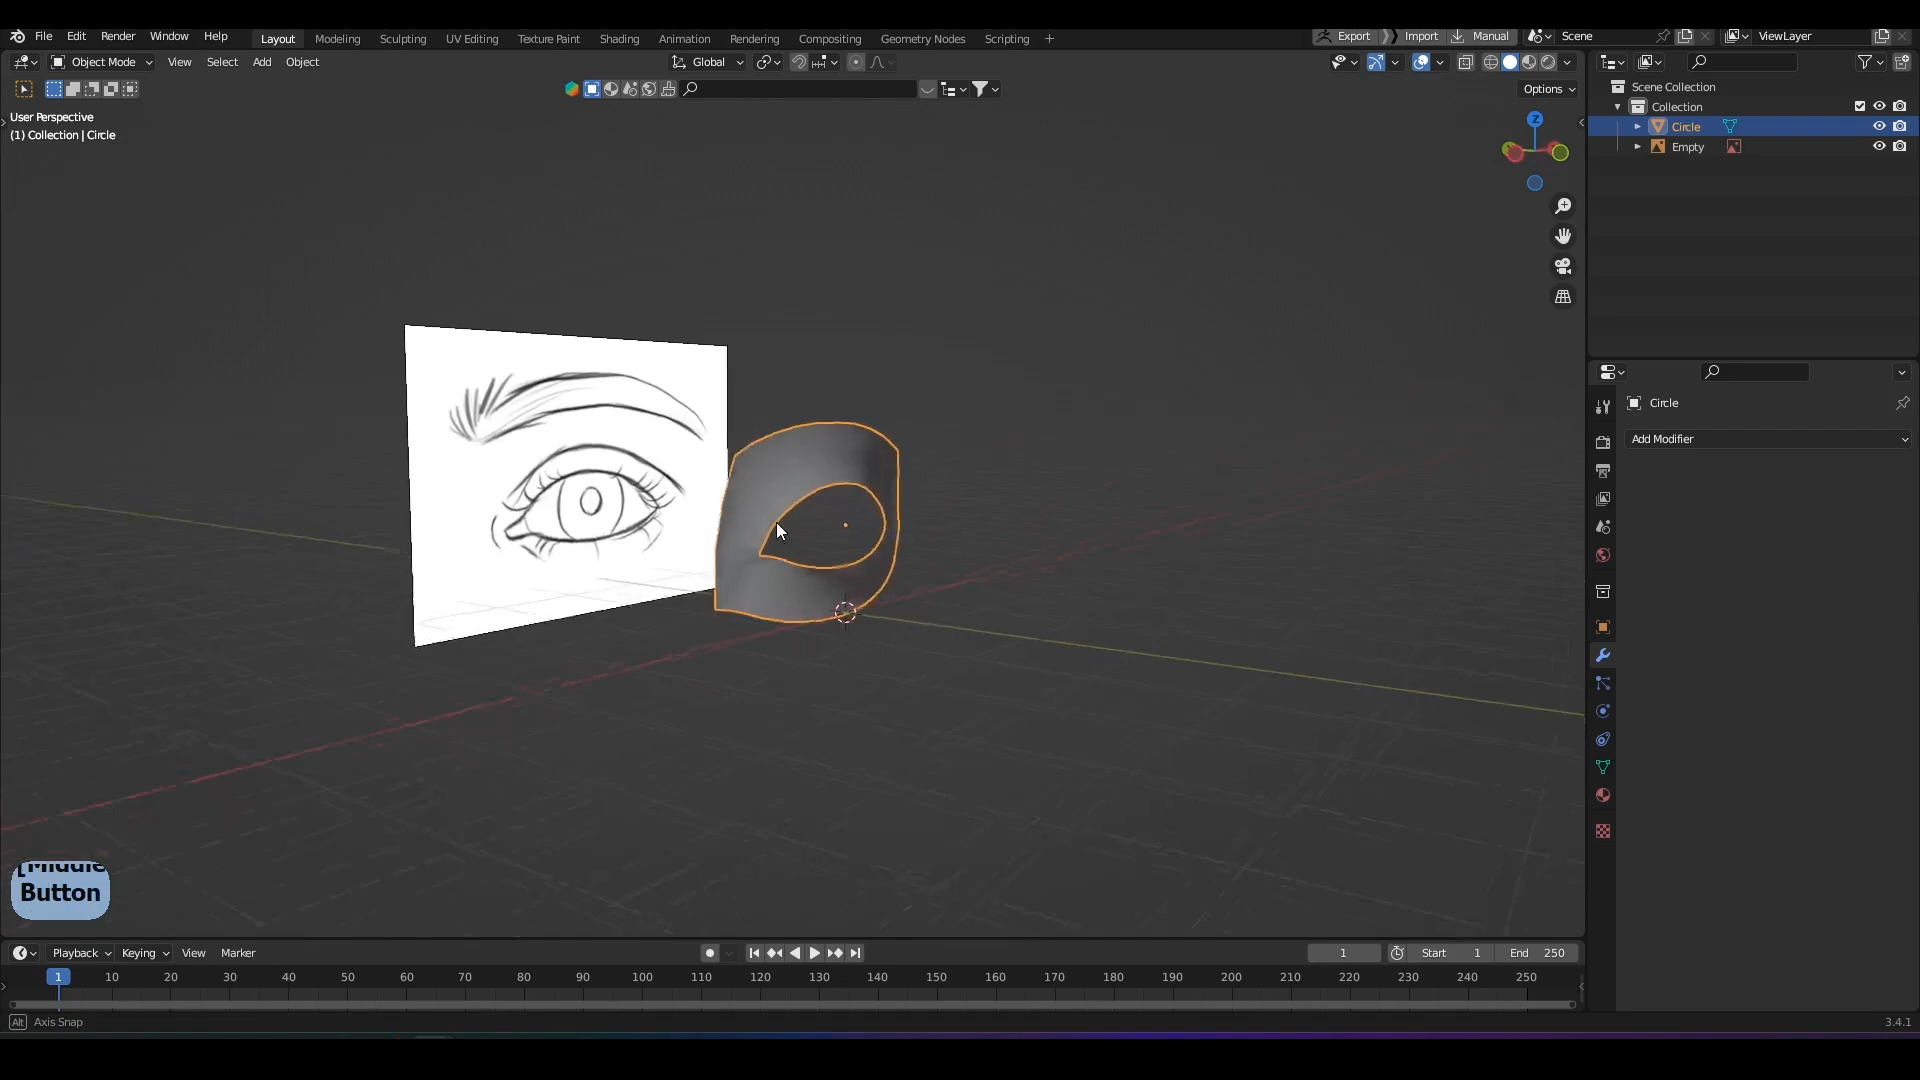 File Edit Render Window Help Layout Modeling Sculpting UV Editing Texture Paint Shading Animation Rendering Compositing Geometry Nodes Scripting + Export Import Manual Scene ViewLayer
Object Mode View Select Add Object Global
Options
User Perspective
(1) Collection | Circle
Z
Scene Collection
Collection
Circle
Empty
Circle
Add Modifier
[Middle
Button
Playback Keying View Marker 1 Start 1 End 250
1 10 20 30 40 50 60 70 80 90 100 110 120 130 140 150 160 170 180 190 200 210 220 230 240 250
Alt Axis Snap 3.4.1